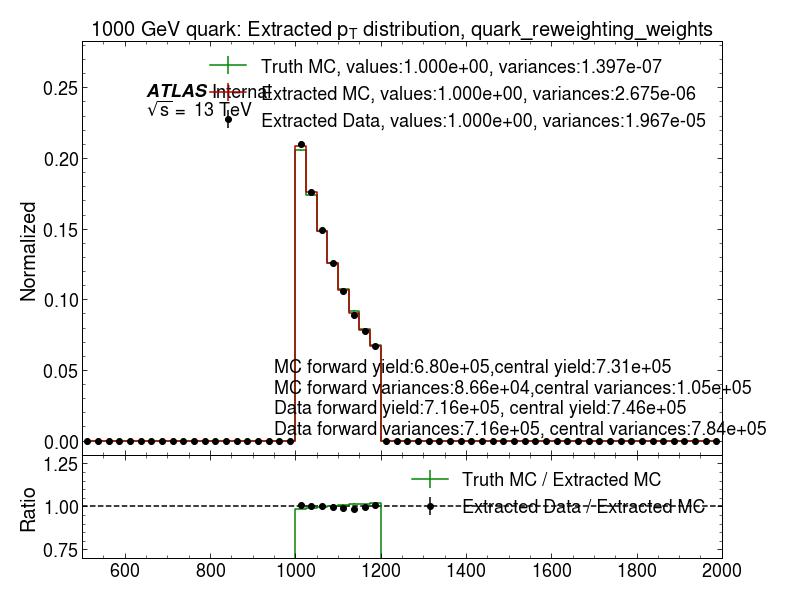 1000 GeV quark: Extracted pT distribution, quark_reweighting_weights
Truth MC, values:1.000e+00, variances:1.397e-07
ATLAS Internal
Extracted MC, values:1.000e+00, variances:2.675e-06
√s = 13 TeV
Extracted Data, values:1.000e+00, variances:1.967e-05
Normalized
0.25
0.20
0.15
0.10
0.05
0.00
MC forward yield:6.80e+05,central yield:7.31e+05
MC forward variances:8.66e+04,central variances:1.05e+05
Data forward yield:7.16e+05, central yield:7.46e+05
Data forward variances:7.16e+05, central variances:7.84e+05
Ratio
1.25
1.00
0.75
Truth MC / Extracted MC
Extracted Data / Extracted MC
600 800 1000 1200 1400 1600 1800 2000